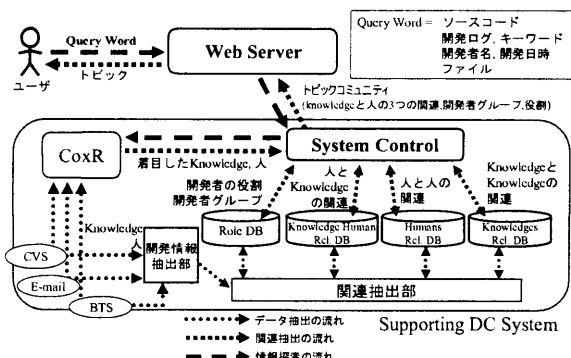 Query Word
トピック
ユーザ
Web Server
Query Word = ソースコード
開発ログ, キーワード
開発者名, 開発日時
ファイル
トピックコミュニティ
(knowledgeと人の3つの関連,開発者グループ,役割)
CoxR
着目したKnowledge, 人
System Control
開発者の役割
開発者グループ
人と
Knowledge
の関連
人と人の
関連
Knowledgeと
Knowledgeの
関連
Role DB
Knowledge Human
Rel. DB
Humans
Rel. DB
Knowledges
Rel. DB
Knowledge
人
CVS
E-mail
BTS
開発情報
抽出部
関連抽出部
データ抽出の流れ
関連抽出の流れ
情報探索の流れ
Supporting DC System